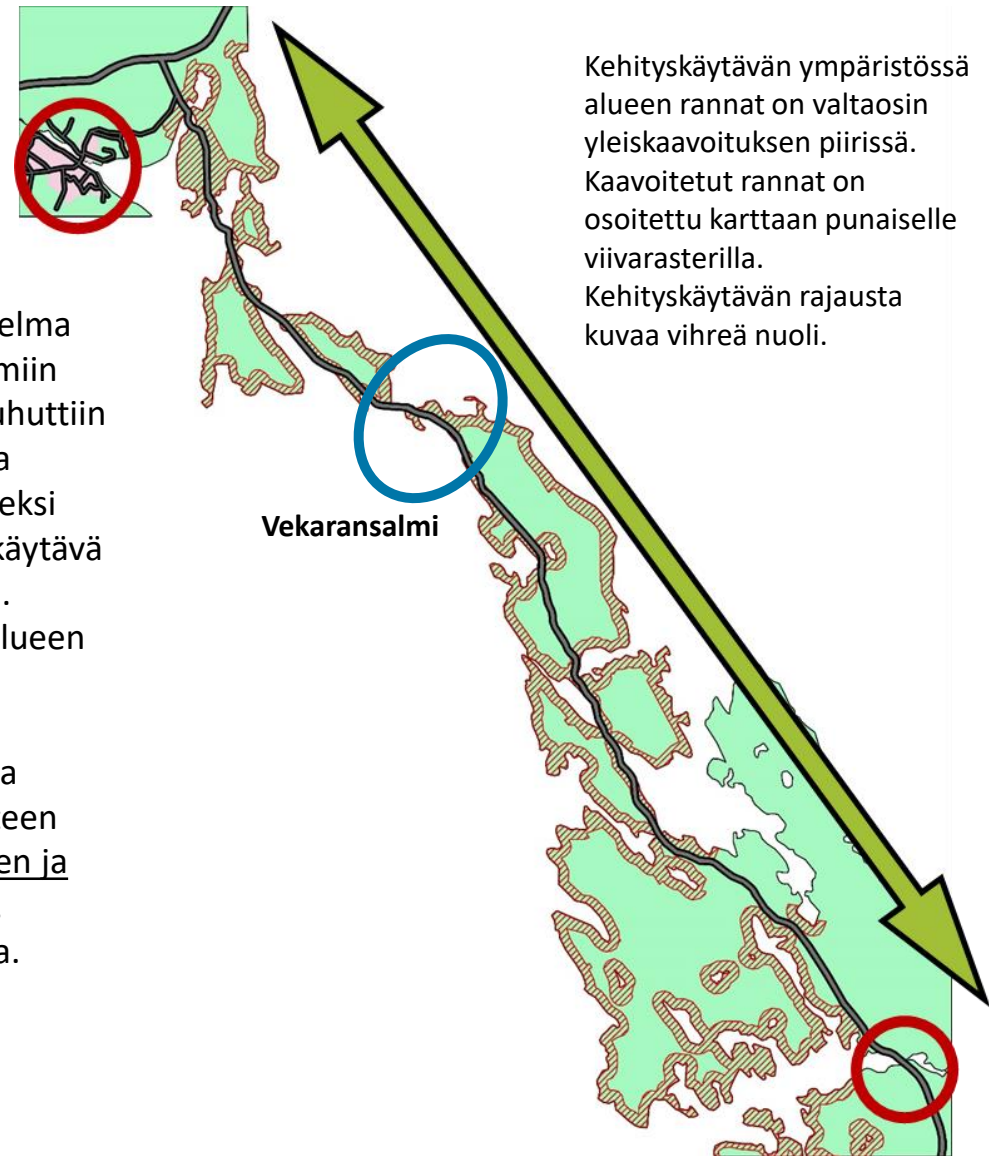 Kehityskäytävän ympäristössä
alueen rannat on valtaosin
yleiskaavoituksen piirissä.
Kaavoitetut rannat on
osoitettu karttaan punaiselle
viivarasterilla.
Kehityskäytävän rajausta
kuvaa vihreä nuoli.
elma
miin
uhuttiin
a
eksi
käytävä
.
lueen
a
teen
en ja
a.
Vekaransalmi